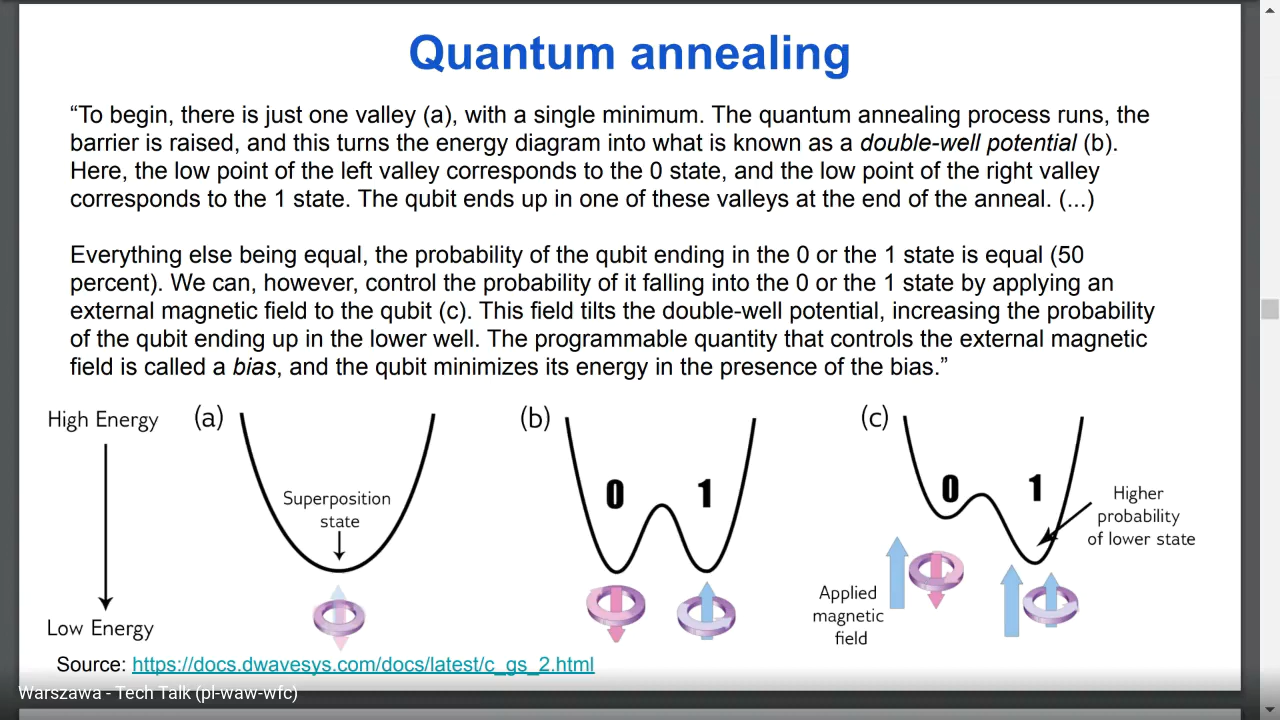 Quantum annealing
“To begin, there is just one valley (a), with a single minimum. The quantum annealing process runs, the
barrier is raised, and this turns the energy diagram into what is known as a double-well potential (b).
Here, the low point of the left valley corresponds to the 0 state, and the low point of the right valley
corresponds to the 1 state. The qubit ends up in one of these valleys at the end of the anneal. (...)
Everything else being equal, the probability of the qubit ending in the 0 or the 1 state is equal (50
percent). We can, however, control the probability of it falling into the 0 or the 1 state by applying an
external magnetic field to the qubit (c). This field tilts the double-well potential, increasing the probability
of the qubit ending up in the lower well. The programmable quantity that controls the external magnetic
field is called a bias, and the qubit minimizes its energy in the presence of the bias.”
High Energy
Low Energy
(a)
Superposition
state
(b)
0 1
(c)
0 1
Higher
probability
of lower state
Applied
magnetic
field
Source: https://docs.dwavesys.com/docs/latest/c_gs_2.html
Warszawa - Tech Talk (pl-waw-wfc)